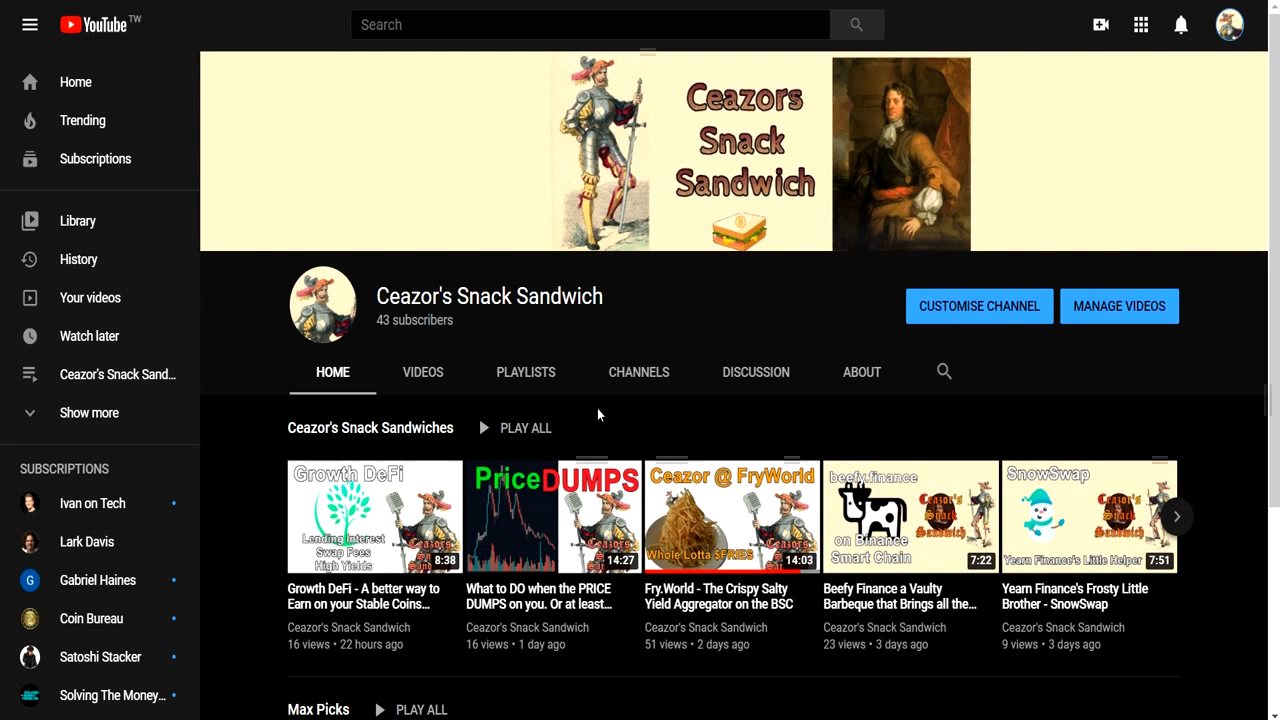 YouTube TW
Search
Home
Trending
Subscriptions
Library
History
Your videos
Watch later
Ceazor's Snack Sand...
Show more
SUBSCRIPTIONS
Ivan on Tech
Lark Davis
G Gabriel Haines
Coin Bureau
Satoshi Stacker
Solving The Money...
Ceazors
Snack
Sandwich
Ceazor's Snack Sandwich
43 subscribers
CUSTOMISE CHANNEL MANAGE VIDEOS
HOME VIDEOS PLAYLISTS CHANNELS DISCUSSION ABOUT
Ceazor's Snack Sandwiches PLAY ALL
Growth DeFi
Lending Interest
Swap Fees
High Yields
8:38
Growth DeFi - A better way to
Earn on your Stable Coins...
Ceazor's Snack Sandwich
16 views • 22 hours ago
PriceDUMPS
14:27
What to DO when the PRICE
DUMPS on you. Or at least...
Ceazor's Snack Sandwich
16 views • 1 day ago
Ceazor @ FryWorld
Whole Lotta $FRIES
14:03
Fry.World - The Crispy Salty
Yield Aggregator on the BSC
Ceazor's Snack Sandwich
51 views • 2 days ago
beefy.finance
Ceazor's
Snack
Sandwich
on Binance
Smart Chain
7:22
Beefy Finance a Vaulty
Barbeque that Brings all the...
Ceazor's Snack Sandwich
23 views • 3 days ago
SnowSwap
Ceazor's
Snack
Sandwich
Yearn Finance's Little Helper
7:51
Yearn Finance's Frosty Little
Brother - SnowSwap
Ceazor's Snack Sandwich
9 views • 3 days ago
Max Picks PLAY ALL